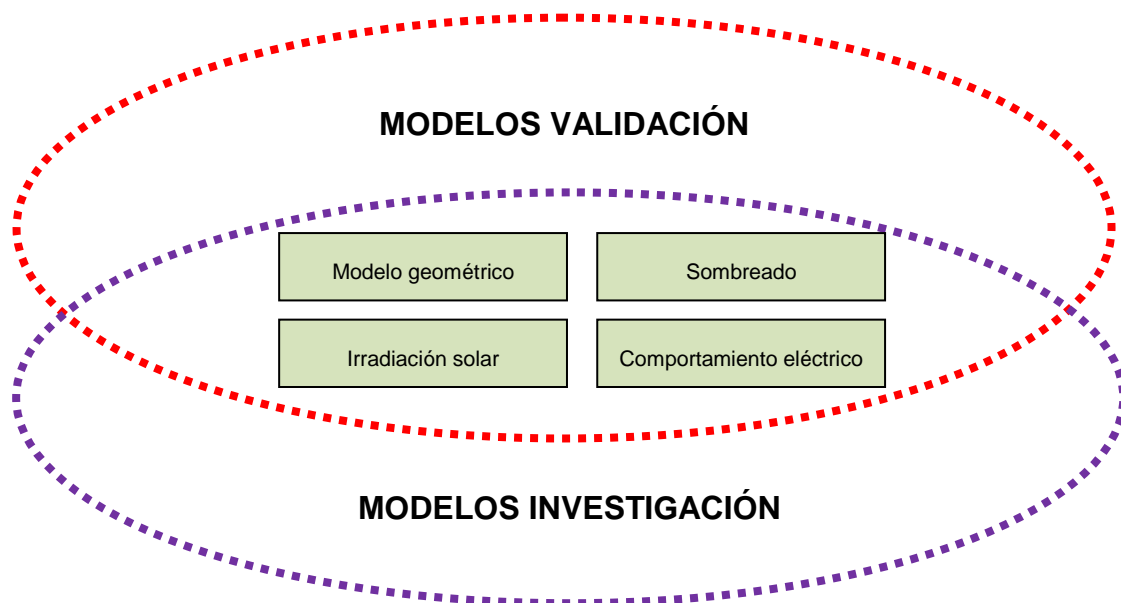 MODELOS VALIDACIÓN
Modelo geométrico
Sombreado
Irradiación solar
Comportamiento eléctrico
MODELOS INVESTIGACIÓN